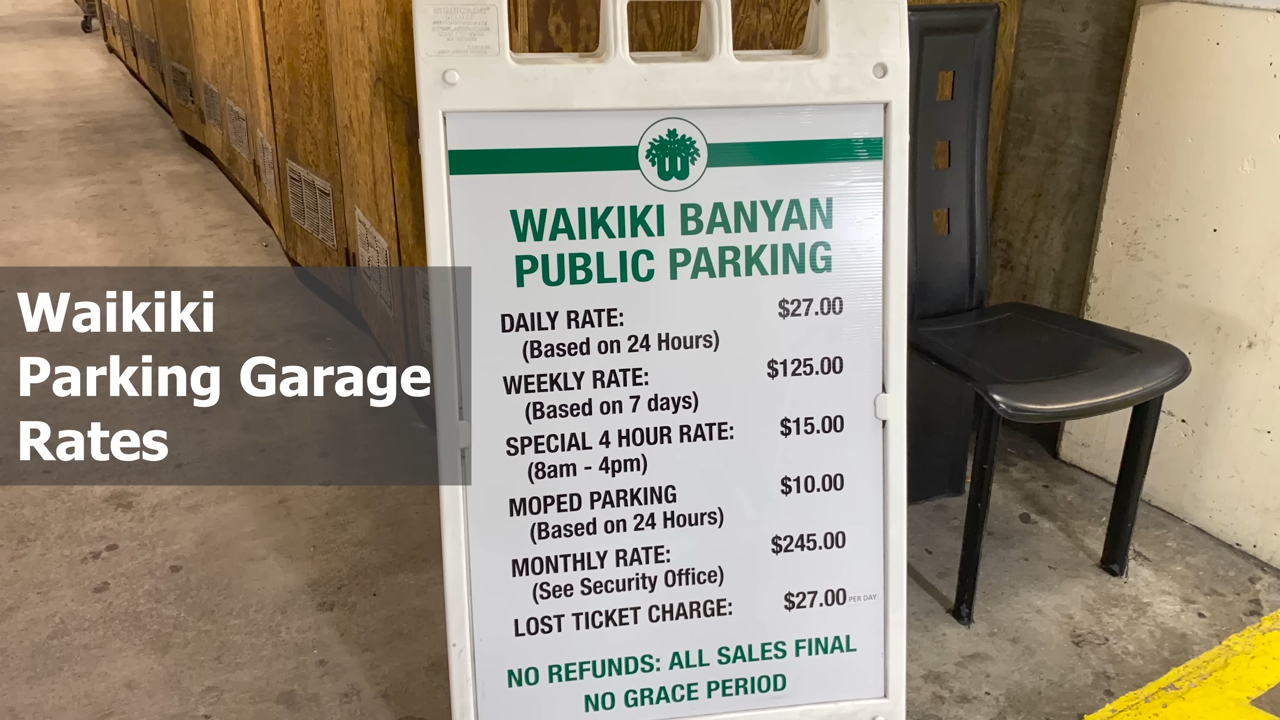 Waikiki
Parking Garage
Rates
W
WAIKIKI BANYAN
PUBLIC PARKING
DAILY RATE: $27.00
(Based on 24 Hours)
WEEKLY RATE: $125.00
(Based on 7 days)
SPECIAL 4 HOUR RATE: $15.00
(8am - 4pm)
MOPED PARKING $10.00
(Based on 24 Hours)
MONTHLY RATE: $245.00
(See Security Office)
LOST TICKET CHARGE: $27.00 PER DAY
NO REFUNDS: ALL SALES FINAL
NO GRACE PERIOD